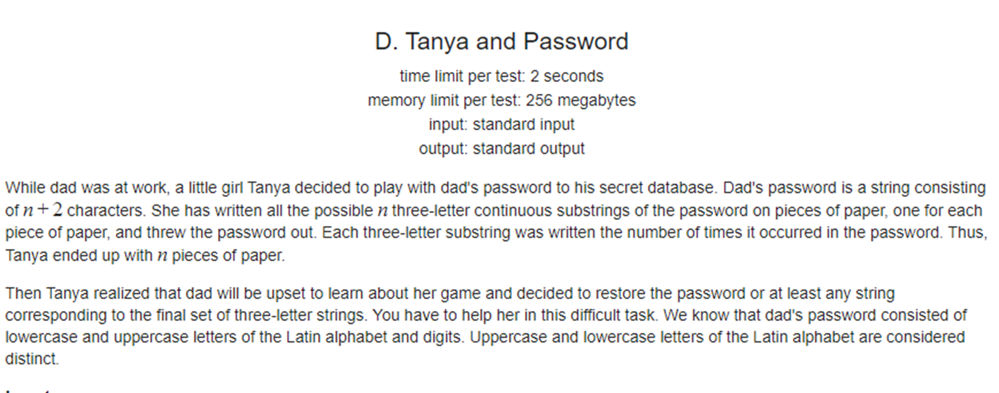 D. Tanya and Password
time limit per test: 2 seconds
memory limit per test: 256 megabytes
input: standard input
output: standard output
While dad was at work, a little girl Tanya decided to play with dad's password to his secret database. Dad's password is a string consisting
of n + 2 characters. She has written all the possible n three-letter continuous substrings of the password on pieces of paper, one for each
piece of paper, and threw the password out. Each three-letter substring was written the number of times it occurred in the password. Thus,
Tanya ended up with n pieces of paper.
Then Tanya realized that dad will be upset to learn about her game and decided to restore the password or at least any string
corresponding to the final set of three-letter strings. You have to help her in this difficult task. We know that dad's password consisted of
lowercase and uppercase letters of the Latin alphabet and digits. Uppercase and lowercase letters of the Latin alphabet are considered
distinct.